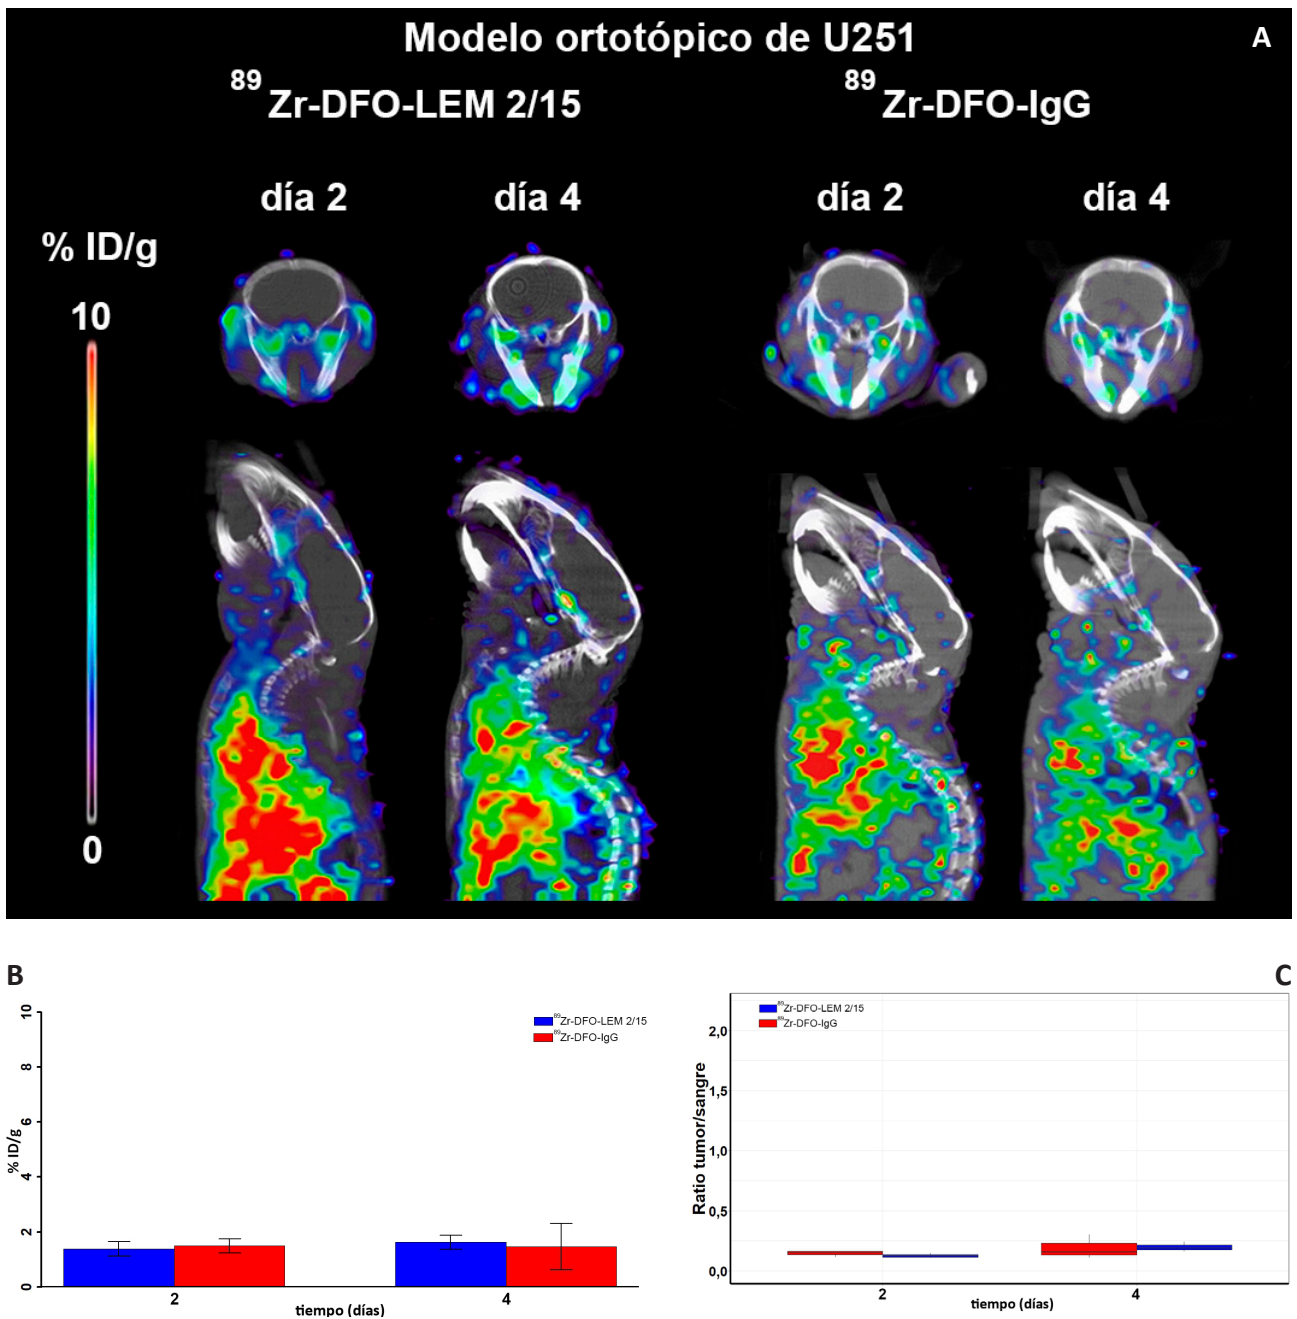 Modelo ortotópico de U251
A
89Zr-DFO-LEM 2/15
89Zr-DFO-IgG
día 2
día 4
día 2
día 4
% ID/g
10
0
B
10
8
6
4
2
0
% ID/g
89Zr-DFO-LEM 2/15
89Zr-DFO-IgG
2
4
tiempo (días)
C
89Zr-DFO-LEM 2/15
89Zr-DFO-IgG
2,0
1,5
1,0
0,5
0,0
Ratio tumor/sangre
2
4
tiempo (días)